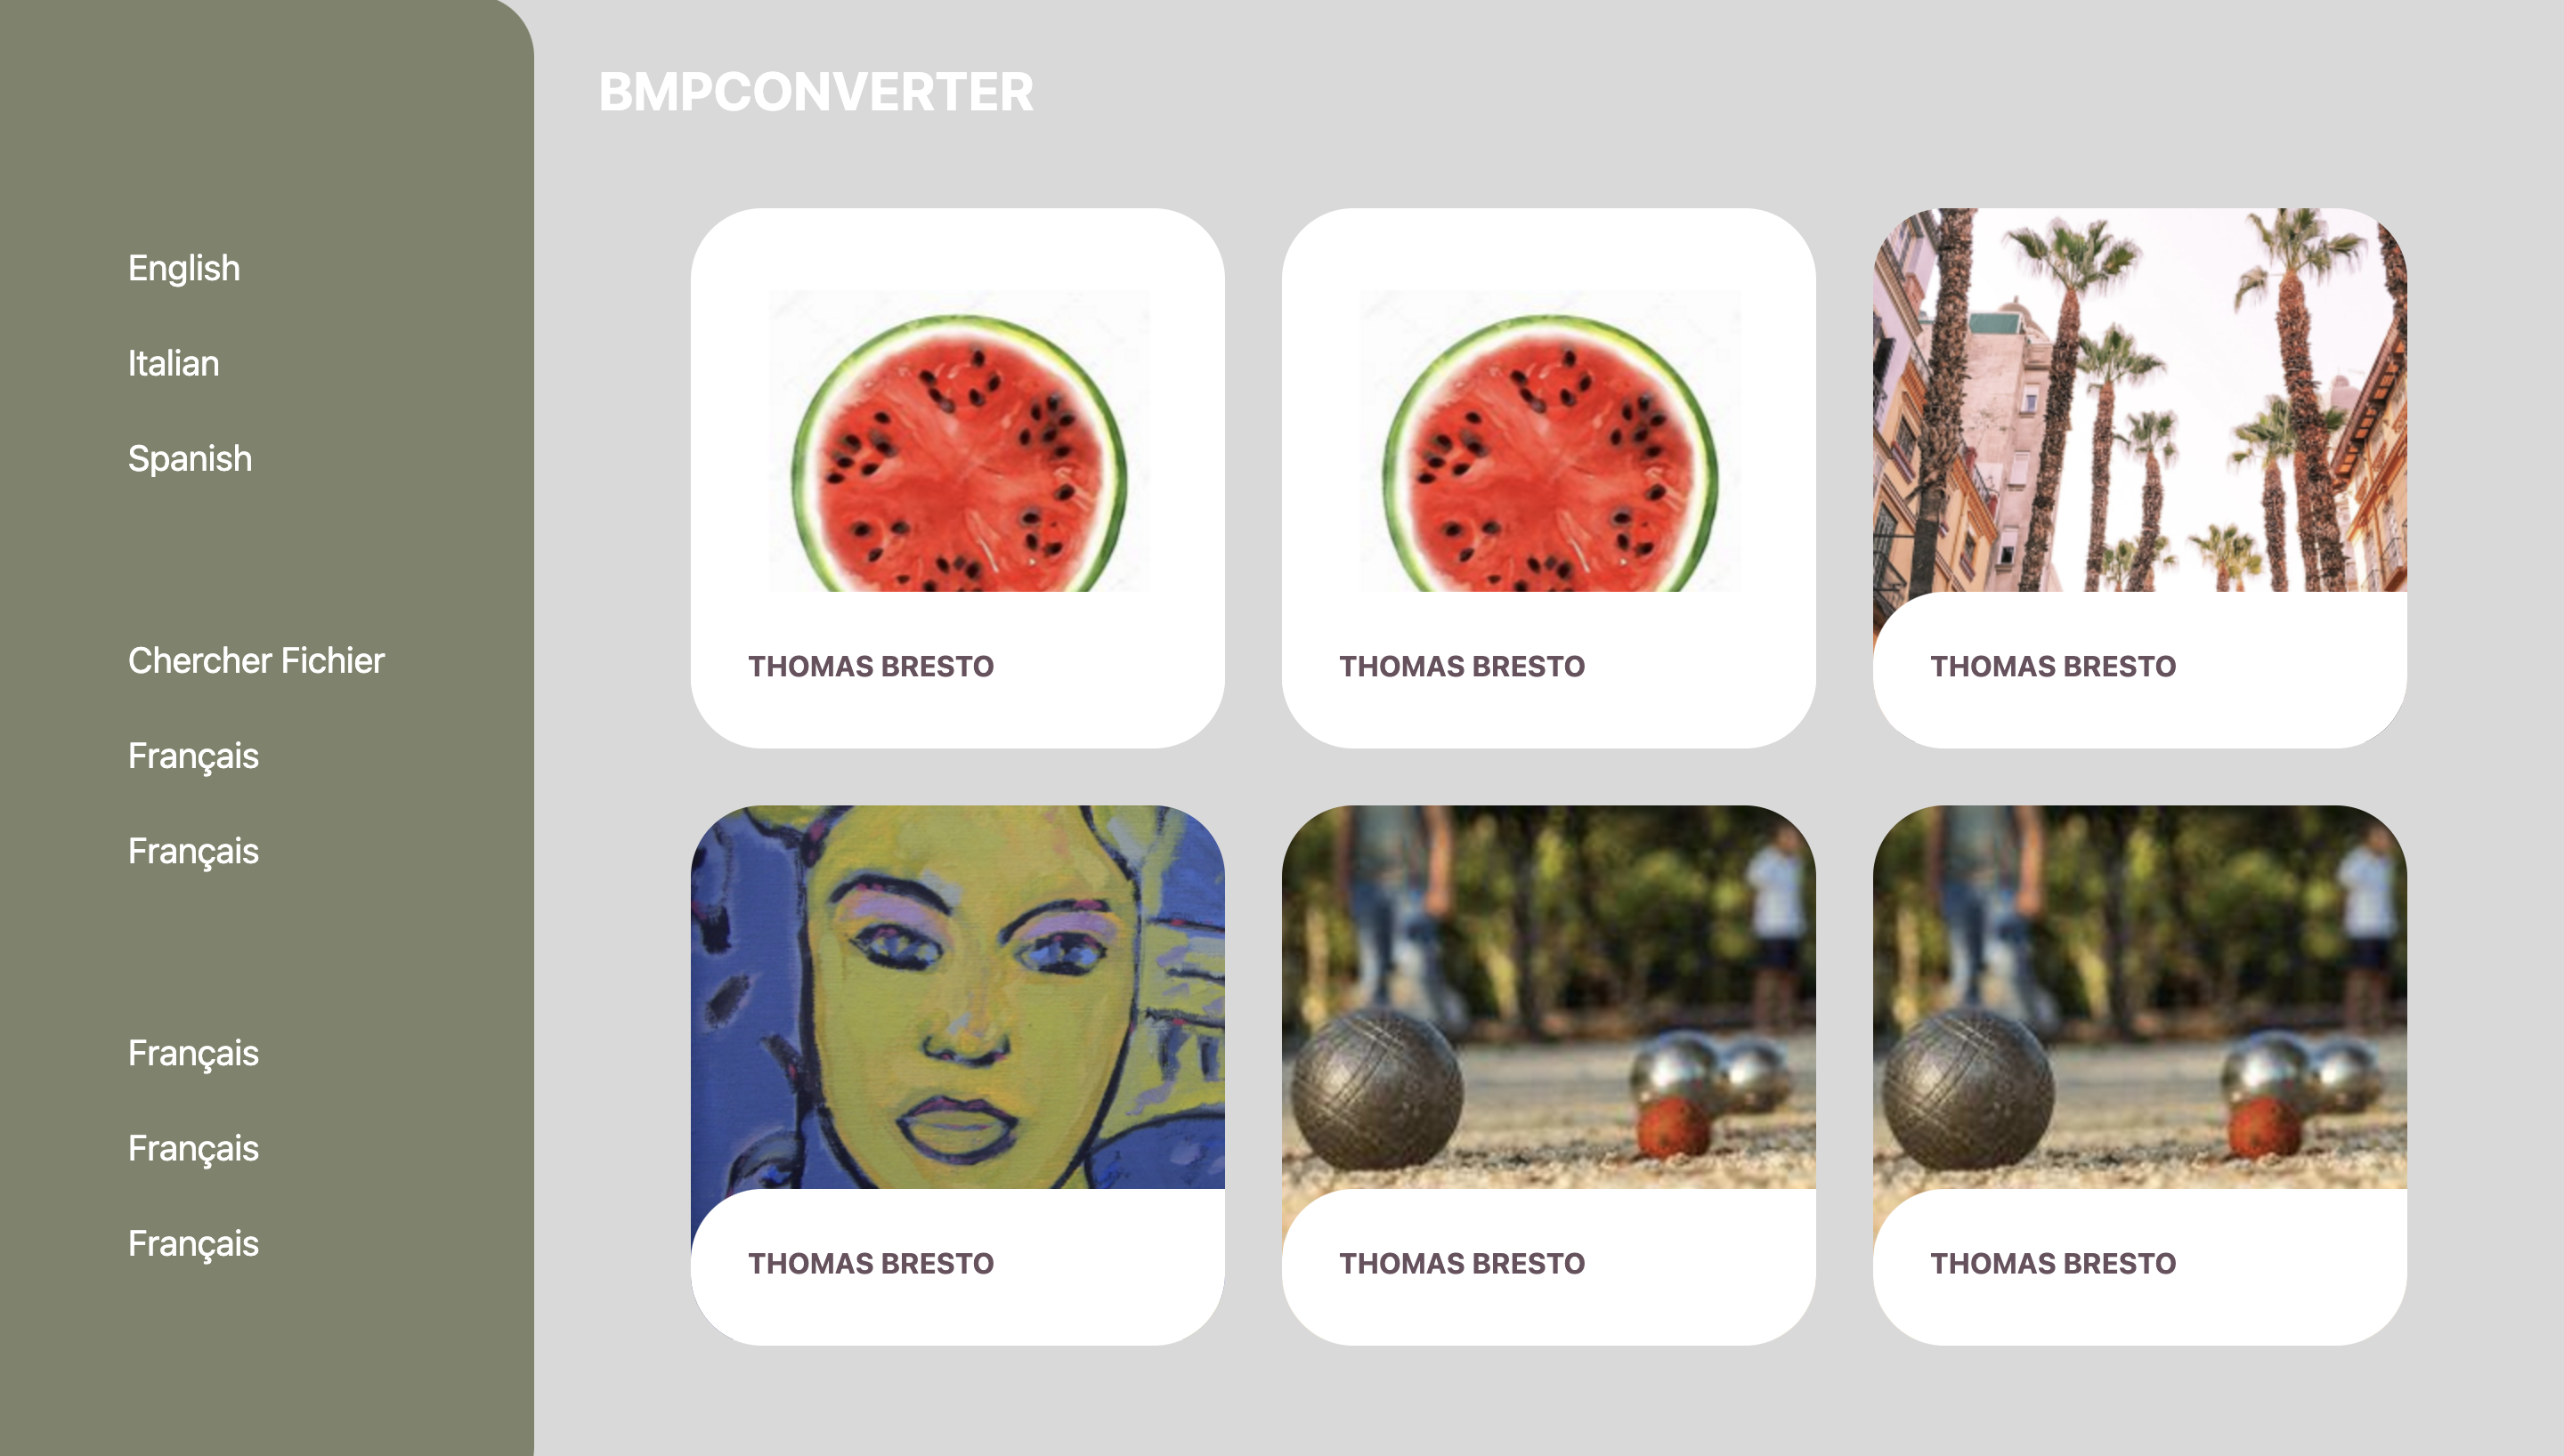 BMPCONVERTER
English
Italian
Spanish
Chercher Fichier
Français
Français
Français
Français
Français
THOMAS BRESTO
THOMAS BRESTO
THOMAS BRESTO
THOMAS BRESTO
THOMAS BRESTO
THOMAS BRESTO